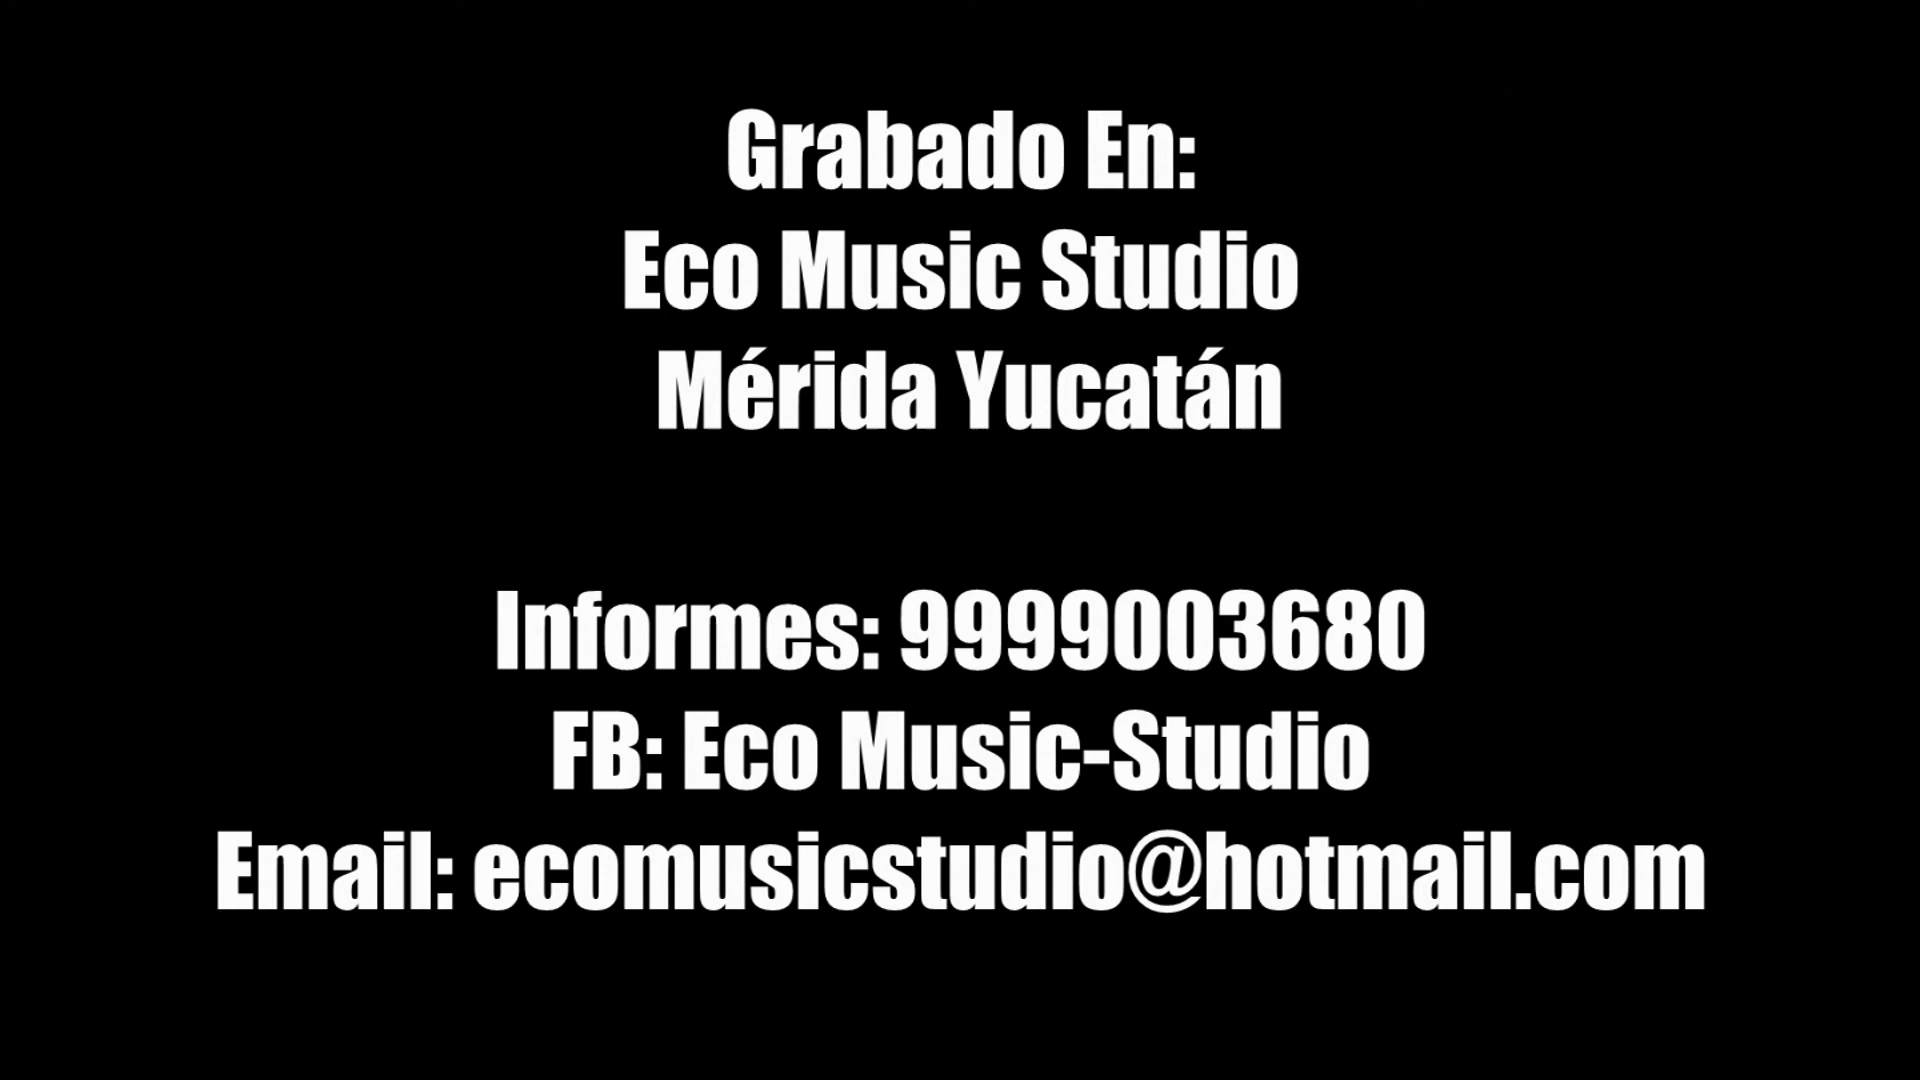 Grabado En:
Eco Music Studio
Mérida Yucatán
Informes: 9999003680
FB: Eco Music-Studio
Email: ecomusicstudio@hotmail.com